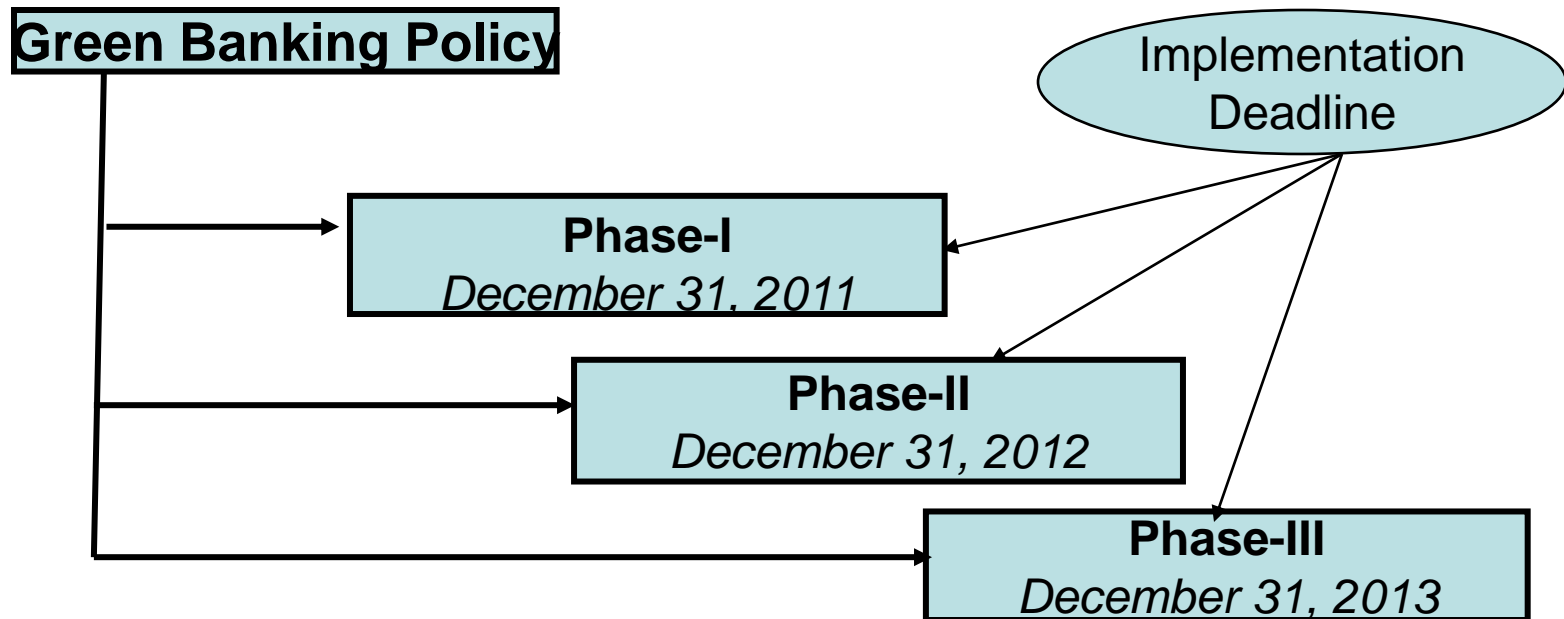 Green Banking Policy
Implementation
Deadline
Phase-I
December 31, 2011
Phase-II
December 31, 2012
Phase-III
December 31, 2013